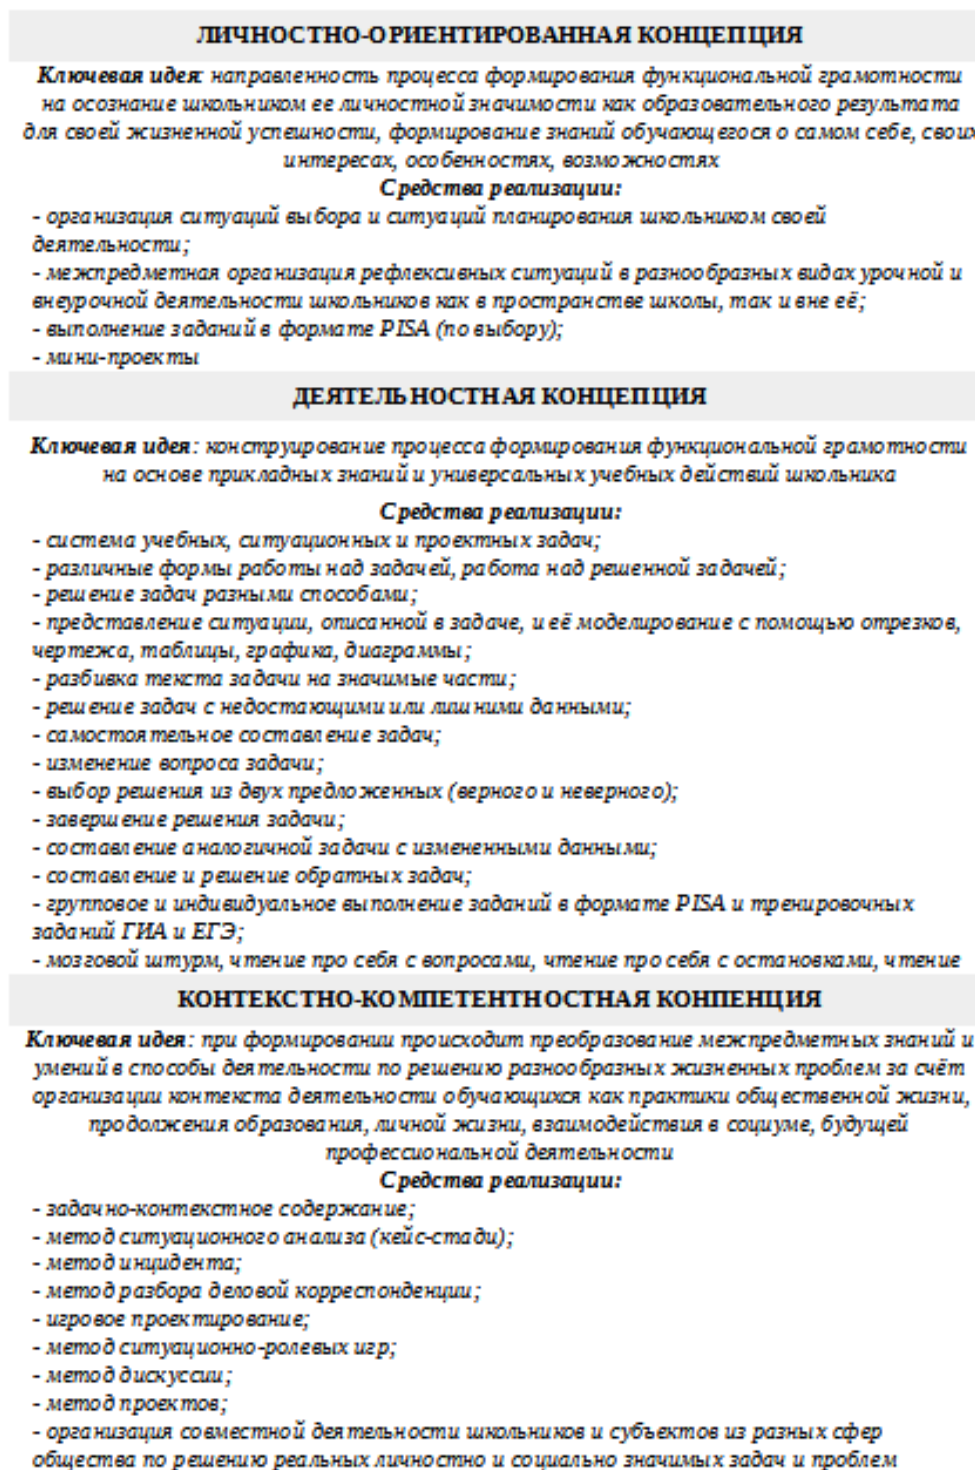 ЛИЧНОСТНО-ОРИЕНТИРОВАННАЯ КОНЦЕПЦИЯ
Ключевая идея: направленность процесса формирования функциональной грамотности
на осознание школьником ее личностной значимости как образовательного результата
для своей жизненной успешности, формирование знаний обучающегося о самом себе, своих
интересах, особенностях, возможностях
Средства реализации:
- организация ситуаций выбора и ситуаций планирования школьником своей
деятельности;
- межпредметная организация рефлексивных ситуаций в разнообразных видах урочной и
внеурочной деятельности школьников как в пространстве школы, так и вне её;
- выполнение заданий в формате PISA (по выбору);
- мини-проекты
ДЕЯТЕЛЬНОСТНАЯ КОНЦЕПЦИЯ
Ключевая идея: конструирование процесса формирования функциональной грамотности
на основе прикладных знаний и универсальных учебных действий школьника
Средства реализации:
- система учебных, ситуационных и проектных задач;
- различные формы работы над задачей, работа над решенной задачей;
- решение задач разными способами;
- представление ситуации, описанной в задаче, и её моделирование с помощью отрезков,
чертежа, таблицы, графика, диаграммы;
- разбивка текста задачи на значимые части;
- решение задач с недостающими или лишними данными;
- самостоятельное составление задач;
- изменение вопроса задачи;
- выбор решения из двух предложенных (верного и неверного);
- завершение решения задачи;
- составление аналогичной задачи с измененными данными;
- составление и решение обратных задач;
- групповое и индивидуальное выполнение заданий в формате PISA и тренировочных
заданий ГИА и ЕГЭ;
- мозговой штурм, чтение про себя с вопросами, чтение про себя с остановками, чтение
КОНТЕКСТНО-КОМПЕТЕНТНОСТНАЯ КОНПЕНЦИЯ
Ключевая идея: при формировании происходит преобразование межпредметных знаний и
умений в способы деятельности по решению разнообразных жизненных проблем за счёт
организации контекста деятельности обучающихся как практики общественной жизни,
продолжения образования, личной жизни, взаимодействия в социуме, будущей
профессиональной деятельности
Средства реализации:
- задачно-контекстное содержание;
- метод ситуационного анализа (кейс-стади);
- метод инцидента;
- метод разбора деловой корреспонденции;
- игровое проектирование;
- метод ситуационно-ролевых игр;
- метод дискуссии;
- метод проектов;
- организация совместной деятельности школьников и субъектов из разных сфер
общества по решению реальных личностно и социально значимых задач и проблем